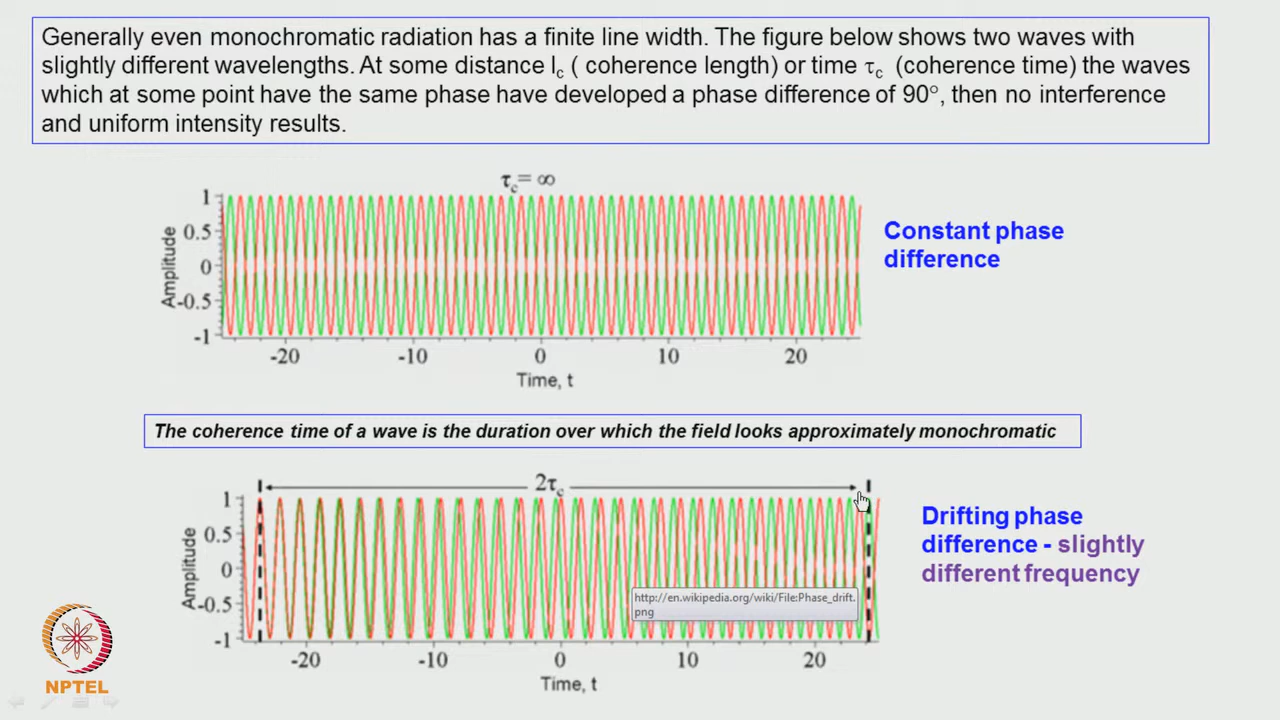 Generally even monochromatic radiation has a finite line width. The figure below shows two waves with
slightly different wavelengths. At some distance lc ( coherence length) or time τc (coherence time) the waves
which at some point have the same phase have developed a phase difference of 90°, then no interference
and uniform intensity results.
τc= ∞
Amplitude
1
0.5
0
-0.5
-1
-20 -10 0 10 20
Time, t
Constant phase
difference
The coherence time of a wave is the duration over which the field looks approximately monochromatic
2τc
Amplitude
1
0.5
0
-0.5
-1
-20 -10 0 10 20
Time, t
http://en.wikipedia.org/wiki/File:Phase_drift.
png
Drifting phase
difference - slightly
different frequency
NPTEL